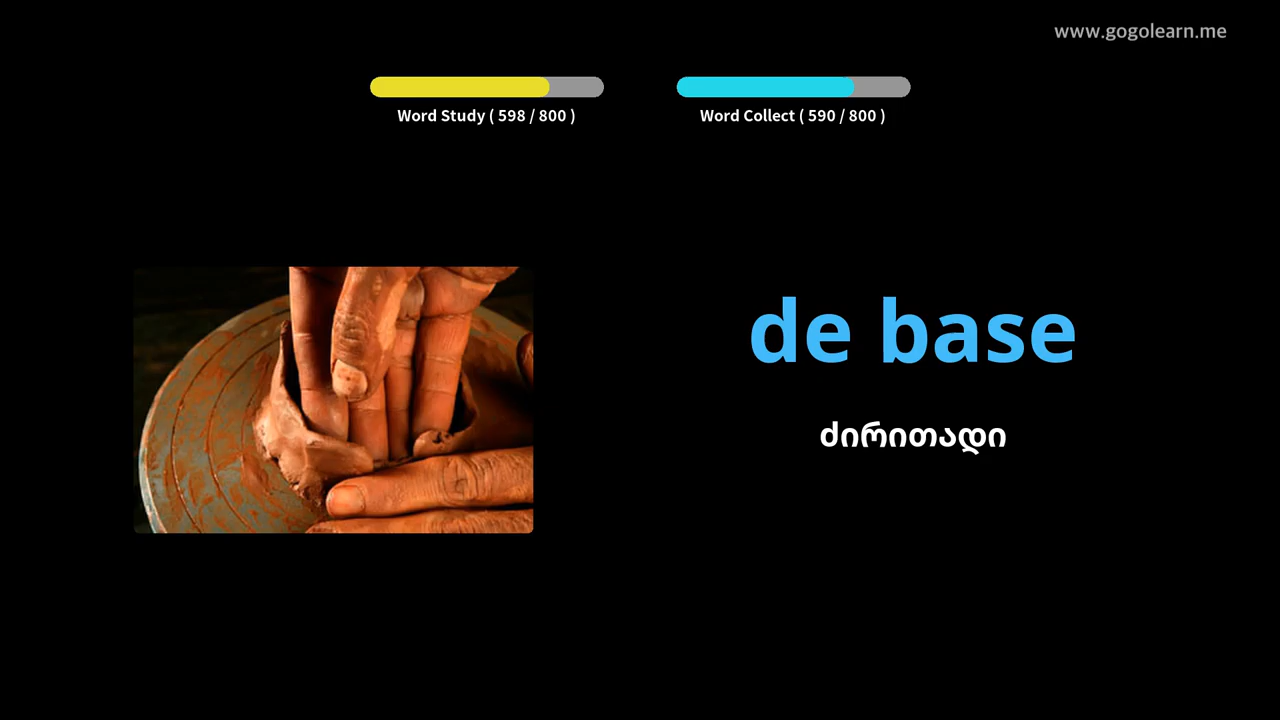 www.gogolearn.me
Word Study ( 598 / 800 )
Word Collect ( 590 / 800 )
de base
ძირითადი